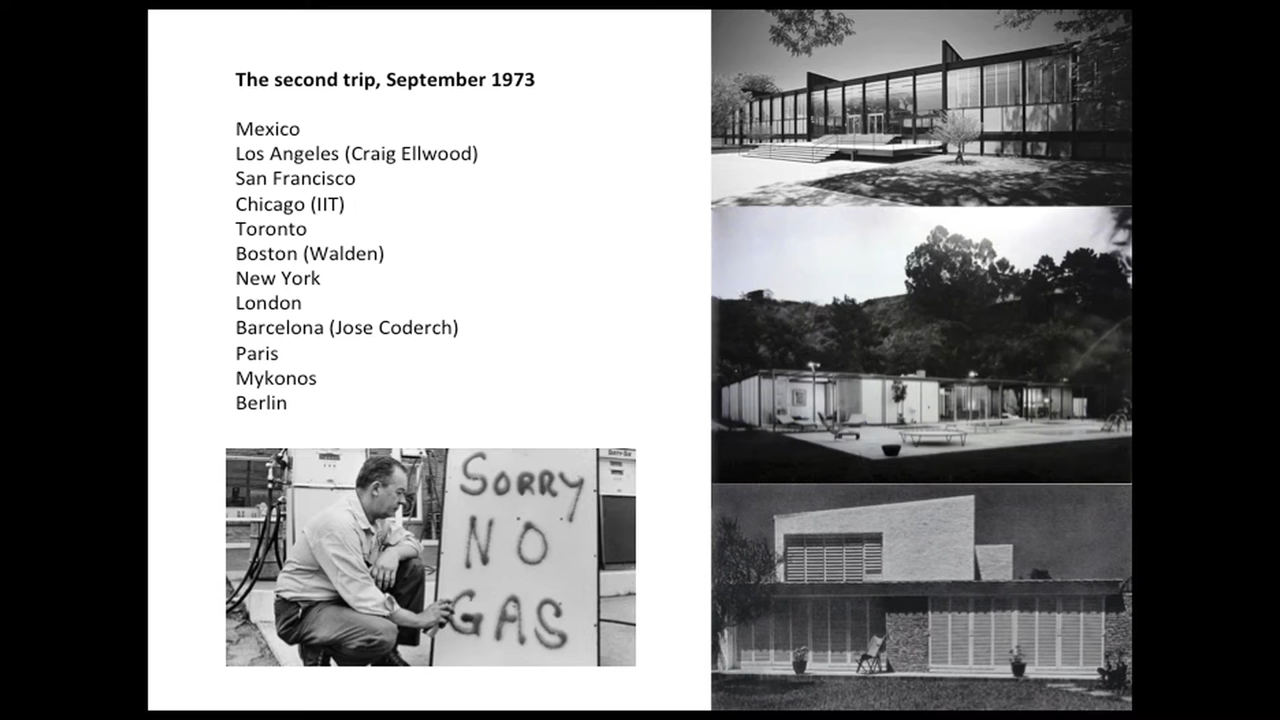 The second trip, September 1973
Mexico
Los Angeles (Craig Ellwood)
San Francisco
Chicago (IIT)
Toronto
Boston (Walden)
New York
London
Barcelona (Jose Coderch)
Paris
Mykonos
Berlin
SORRY
NO
GAS